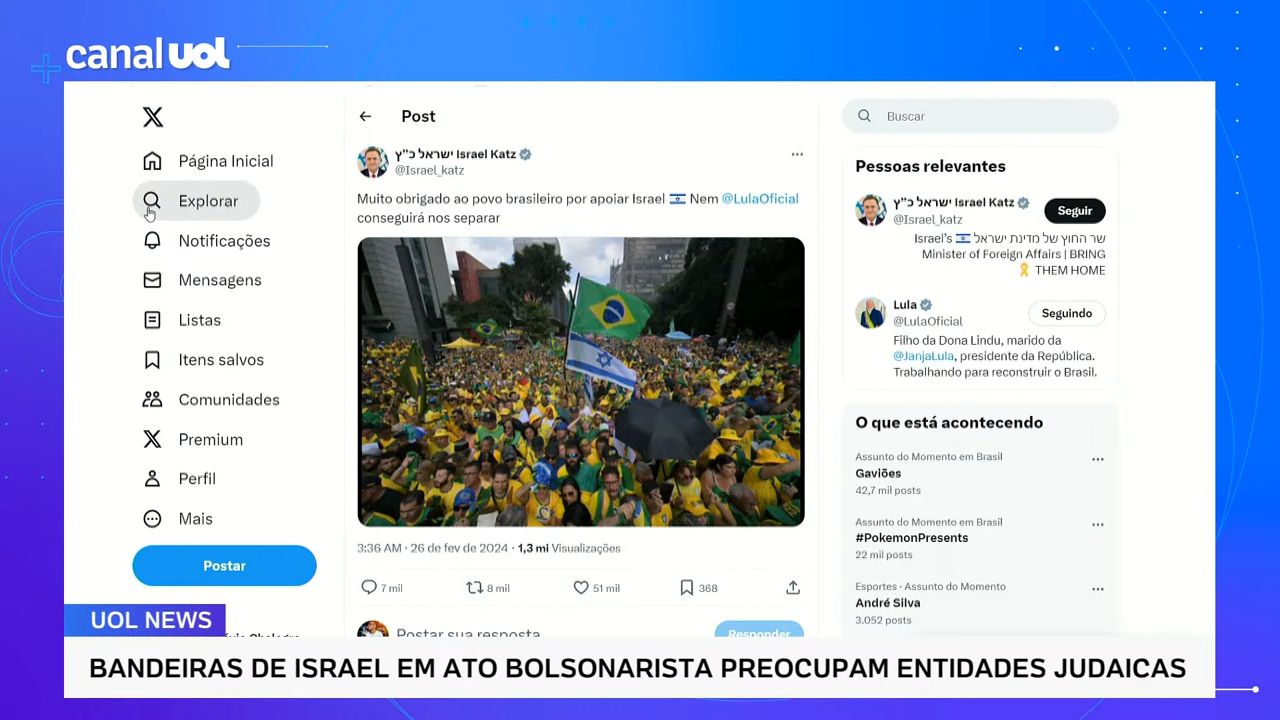 canal UOL
Página Inicial
Explorar
Notificações
Mensagens
Listas
Itens salvos
Comunidades
Premium
Perfil
Mais
Postar
Post
ישראל כ”ץ Israel Katz
@Israel_katz
Muito obrigado ao povo brasileiro por apoiar Israel 🇮🇱 Nem @LulaOficial
conseguirá nos separar
3:36 AM · 26 de fev de 2024 · 1,3 mi Visualizações
7 mil
8 mil
51 mil
368
Postar sua resposta
Responder
Buscar
Pessoas relevantes
ישראל כ”ץ Israel Katz
@Israel_katz
Seguir
שר החוץ של מדינת ישראל 🇮🇱 Israel's
Minister of Foreign Affairs | BRING
THEM HOME 🎗️
Lula
@LulaOficial
Seguindo
Filho da Dona Lindu, marido da
@JanjaLula, presidente da República.
Trabalhando para reconstruir o Brasil.
O que está acontecendo
Assunto do Momento em Brasil
Gaviões
42,7 mil posts
Assunto do Momento em Brasil
#PokemonPresents
22 mil posts
Esportes · Assunto do Momento
André Silva
3.052 posts
UOL NEWS
BANDEIRAS DE ISRAEL EM ATO BOLSONARISTA PREOCUPAM ENTIDADES JUDAICAS